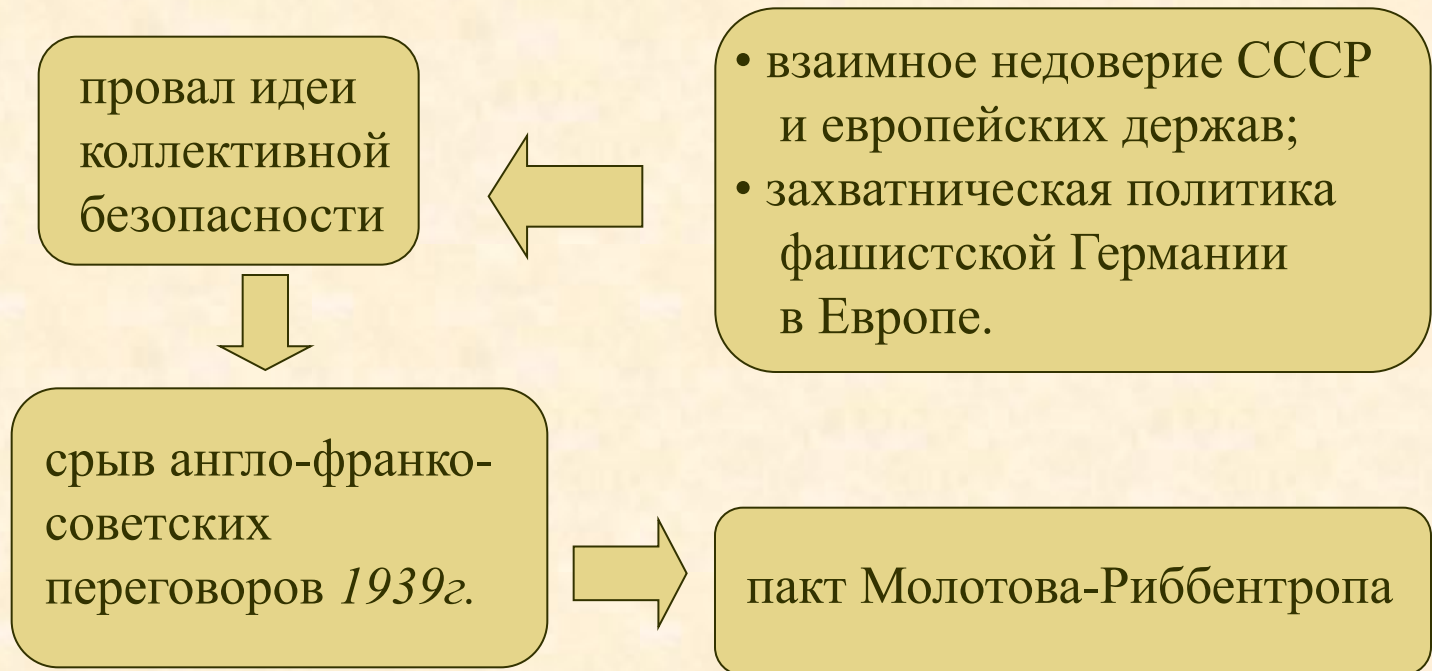 провал идеи
коллективной
безопасности
• взаимное недоверие СССР
и европейских держав;
• захватническая политика
фашистской Германии
в Европе.
срыв англо-франко-
советских
переговоров 1939г.
пакт Молотова-Риббентропа